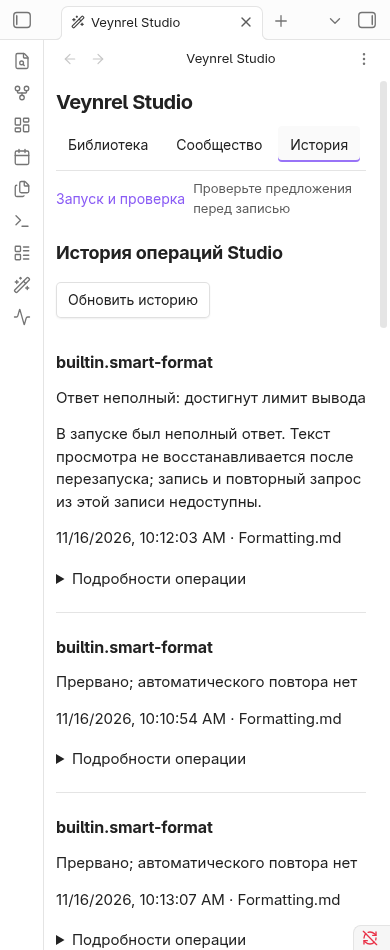 Veynrel Studio
Veynrel Studio
Veynrel Studio
Библиотека
Сообщество
История
Запуск и проверка
Проверьте предложения
перед записью
История операций Studio
Обновить историю
builtin.smart-format
Ответ неполный: достигнут лимит вывода
В запуске был неполный ответ. Текст
просмотра не восстанавливается после
перезапуска; запись и повторный запрос
из этой записи недоступны.
11/16/2026, 10:12:03 AM · Formatting.md
Подробности операции
builtin.smart-format
Прервано; автоматического повтора нет
11/16/2026, 10:10:54 AM · Formatting.md
Подробности операции
builtin.smart-format
Прервано; автоматического повтора нет
11/16/2026, 10:13:07 AM · Formatting.md
Подробности операции